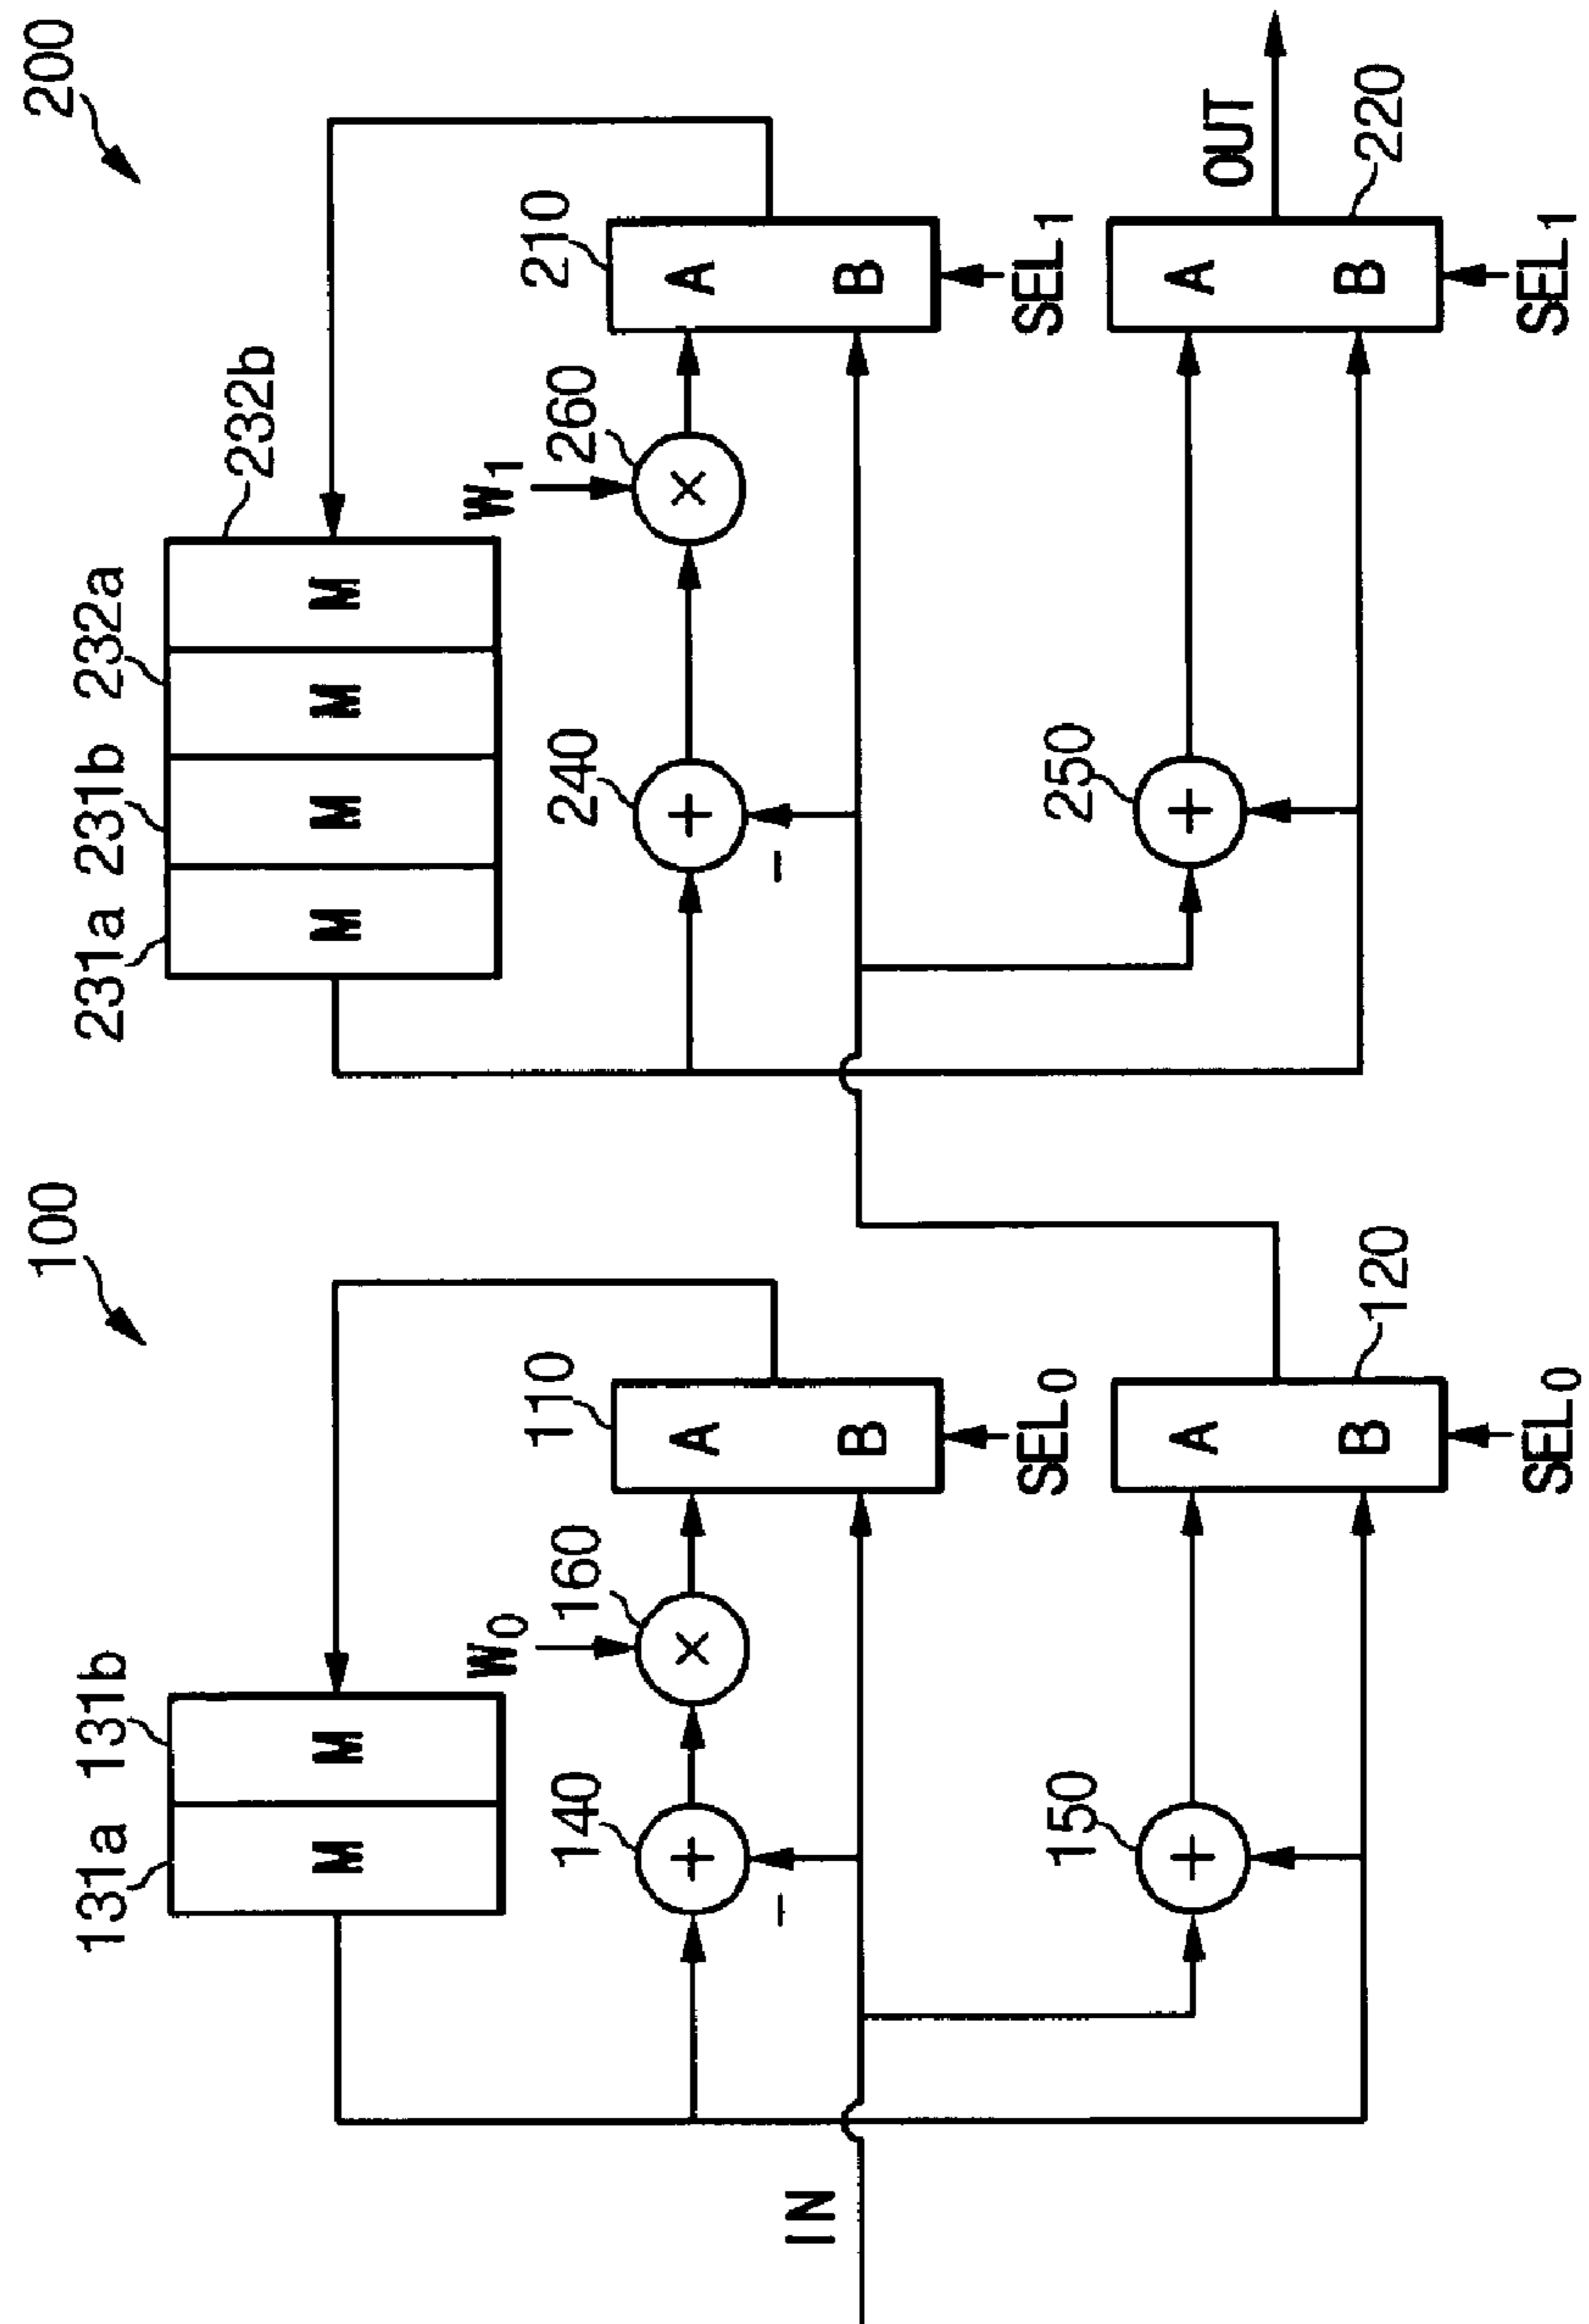 100
131a 131b
M M
W0
140 160 110
+ × A
− B
SEL0
150
+ A
B
120
SEL0
IN
200
231a 231b 232a 232b
M M M M
W1
240 260 210
+ × A
− B
SEL1
250
+ A
B
220
SEL1
OUT